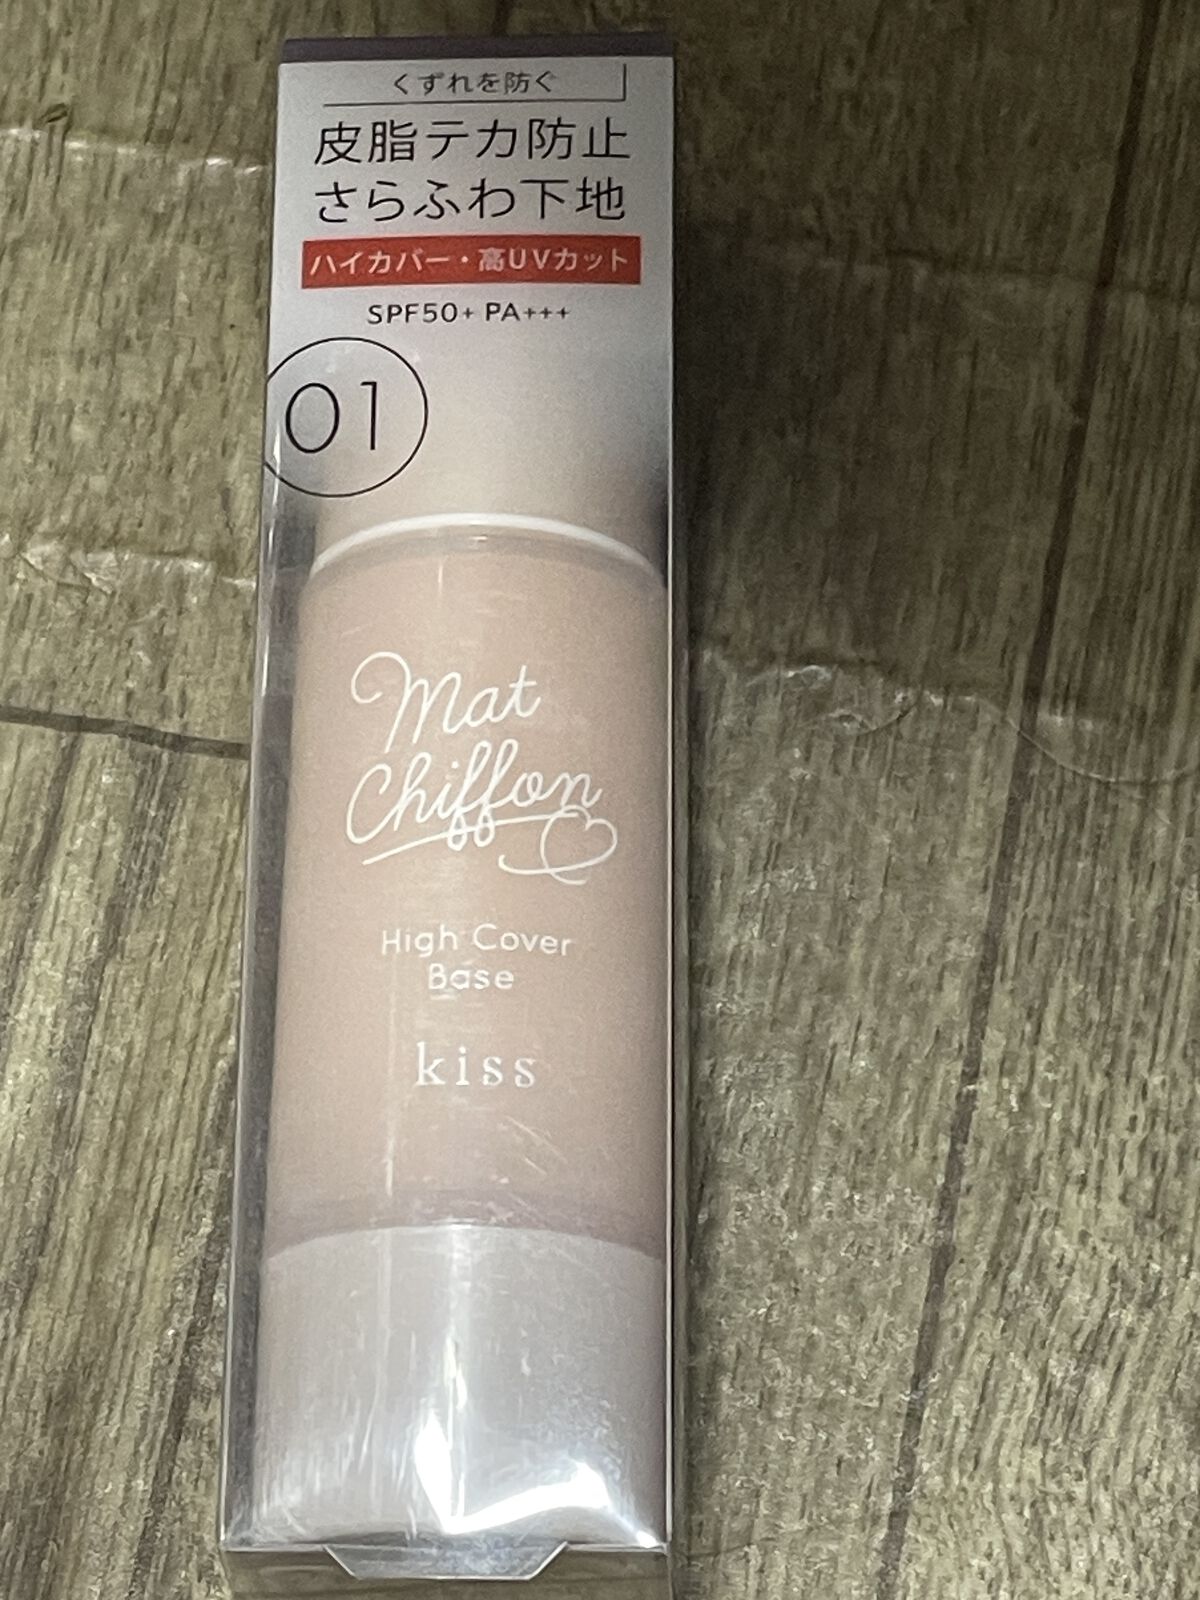 くずれを防ぐ
皮脂テカ防止
さらふわ下地
ハイカバー・高UVカット
SPF50+ PA+++
01
Mat
Chiffon
High Cover
Base
kiss